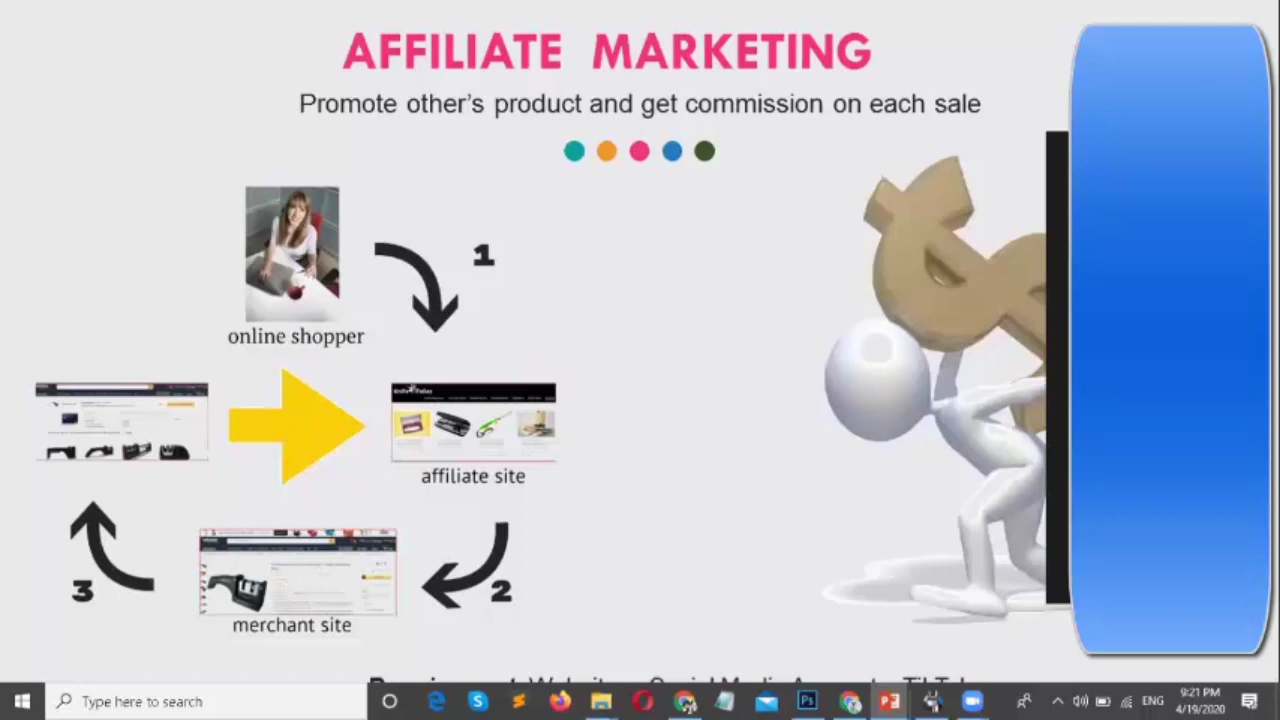 AFFILIATE MARKETING
Promote other's product and get commission on each sale
1
online shopper
affiliate site
3
2
merchant site
Type here to search
ENG
9:21 PM
4/19/2020